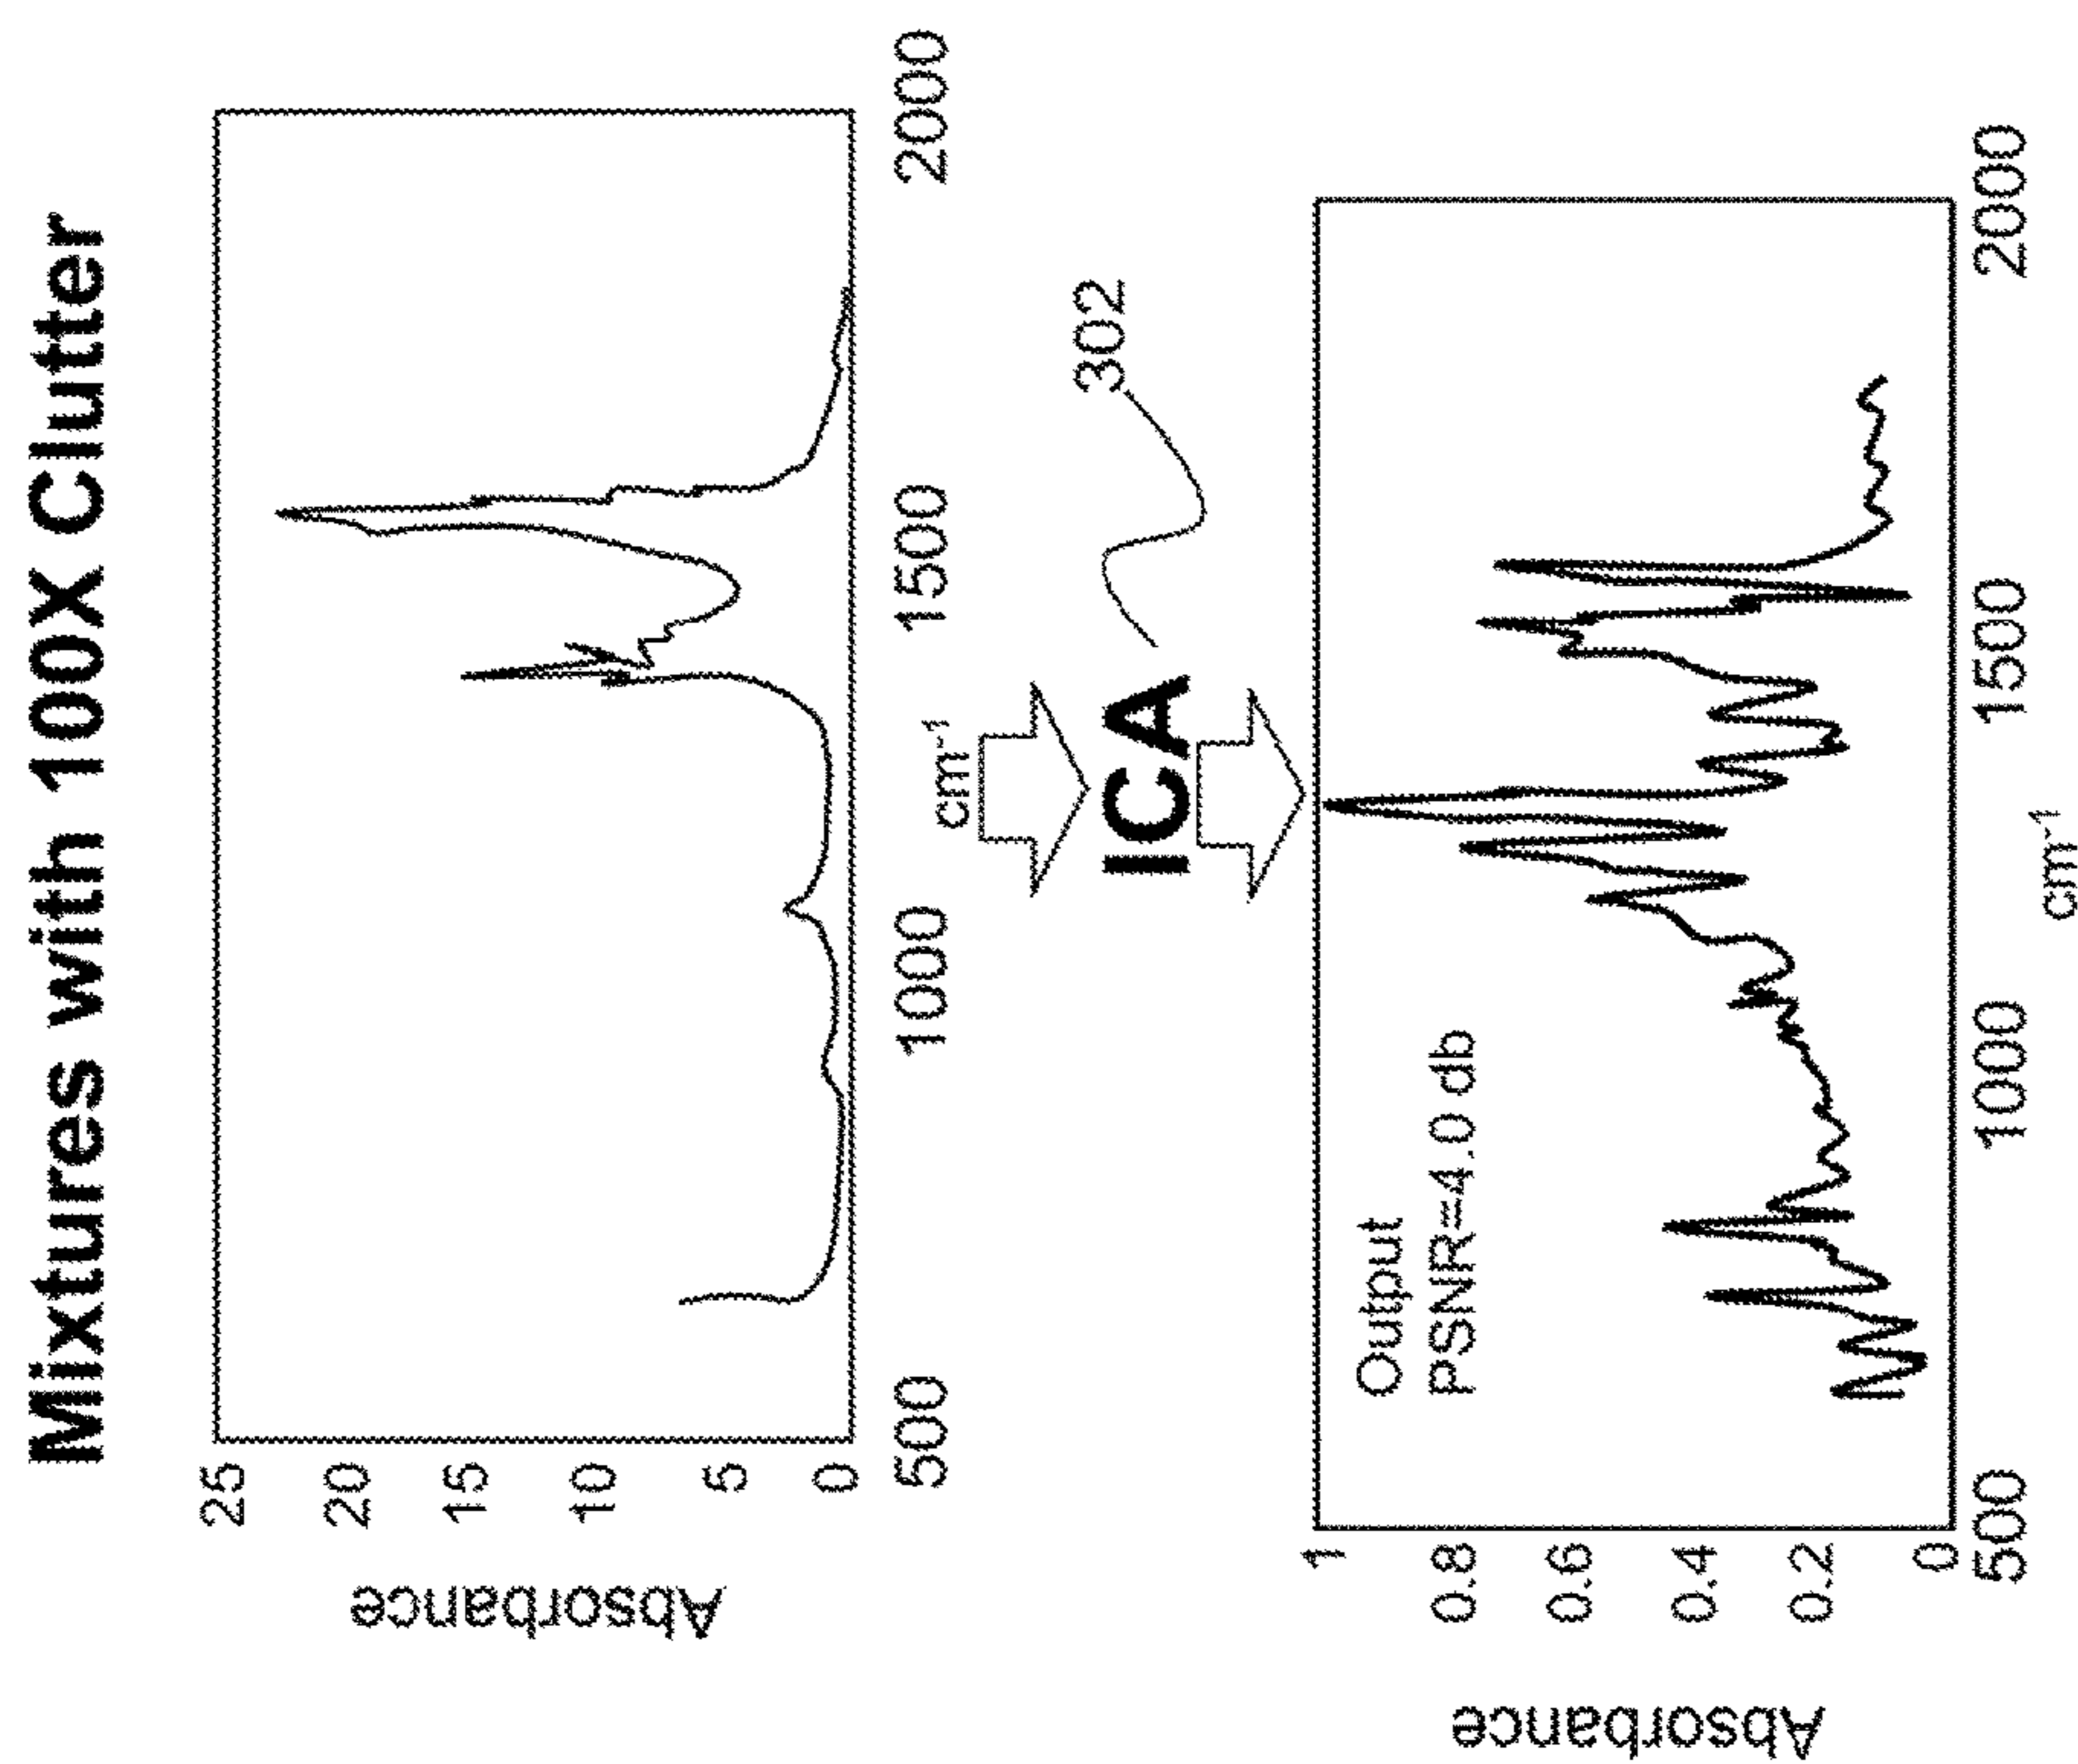 Mixtures with 100X Clutter
Absorbance
25
20
15
10
5
0
500
1000
1500
2000
cm-1
ICA
302
Output
PSNR=4.0 db
Absorbance
1
0.8
0.6
0.4
0.2
0
500
1000
1500
2000
cm-1